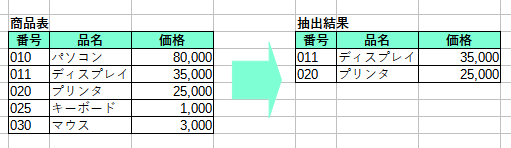 商品表
番号 品名 価格
010 パソコン 80,000
011 ディスプレイ 35,000
020 プリンタ 25,000
025 キーボード 1,000
030 マウス 3,000
抽出結果
番号 品名 価格
011 ディスプレイ 35,000
020 プリンタ 25,000